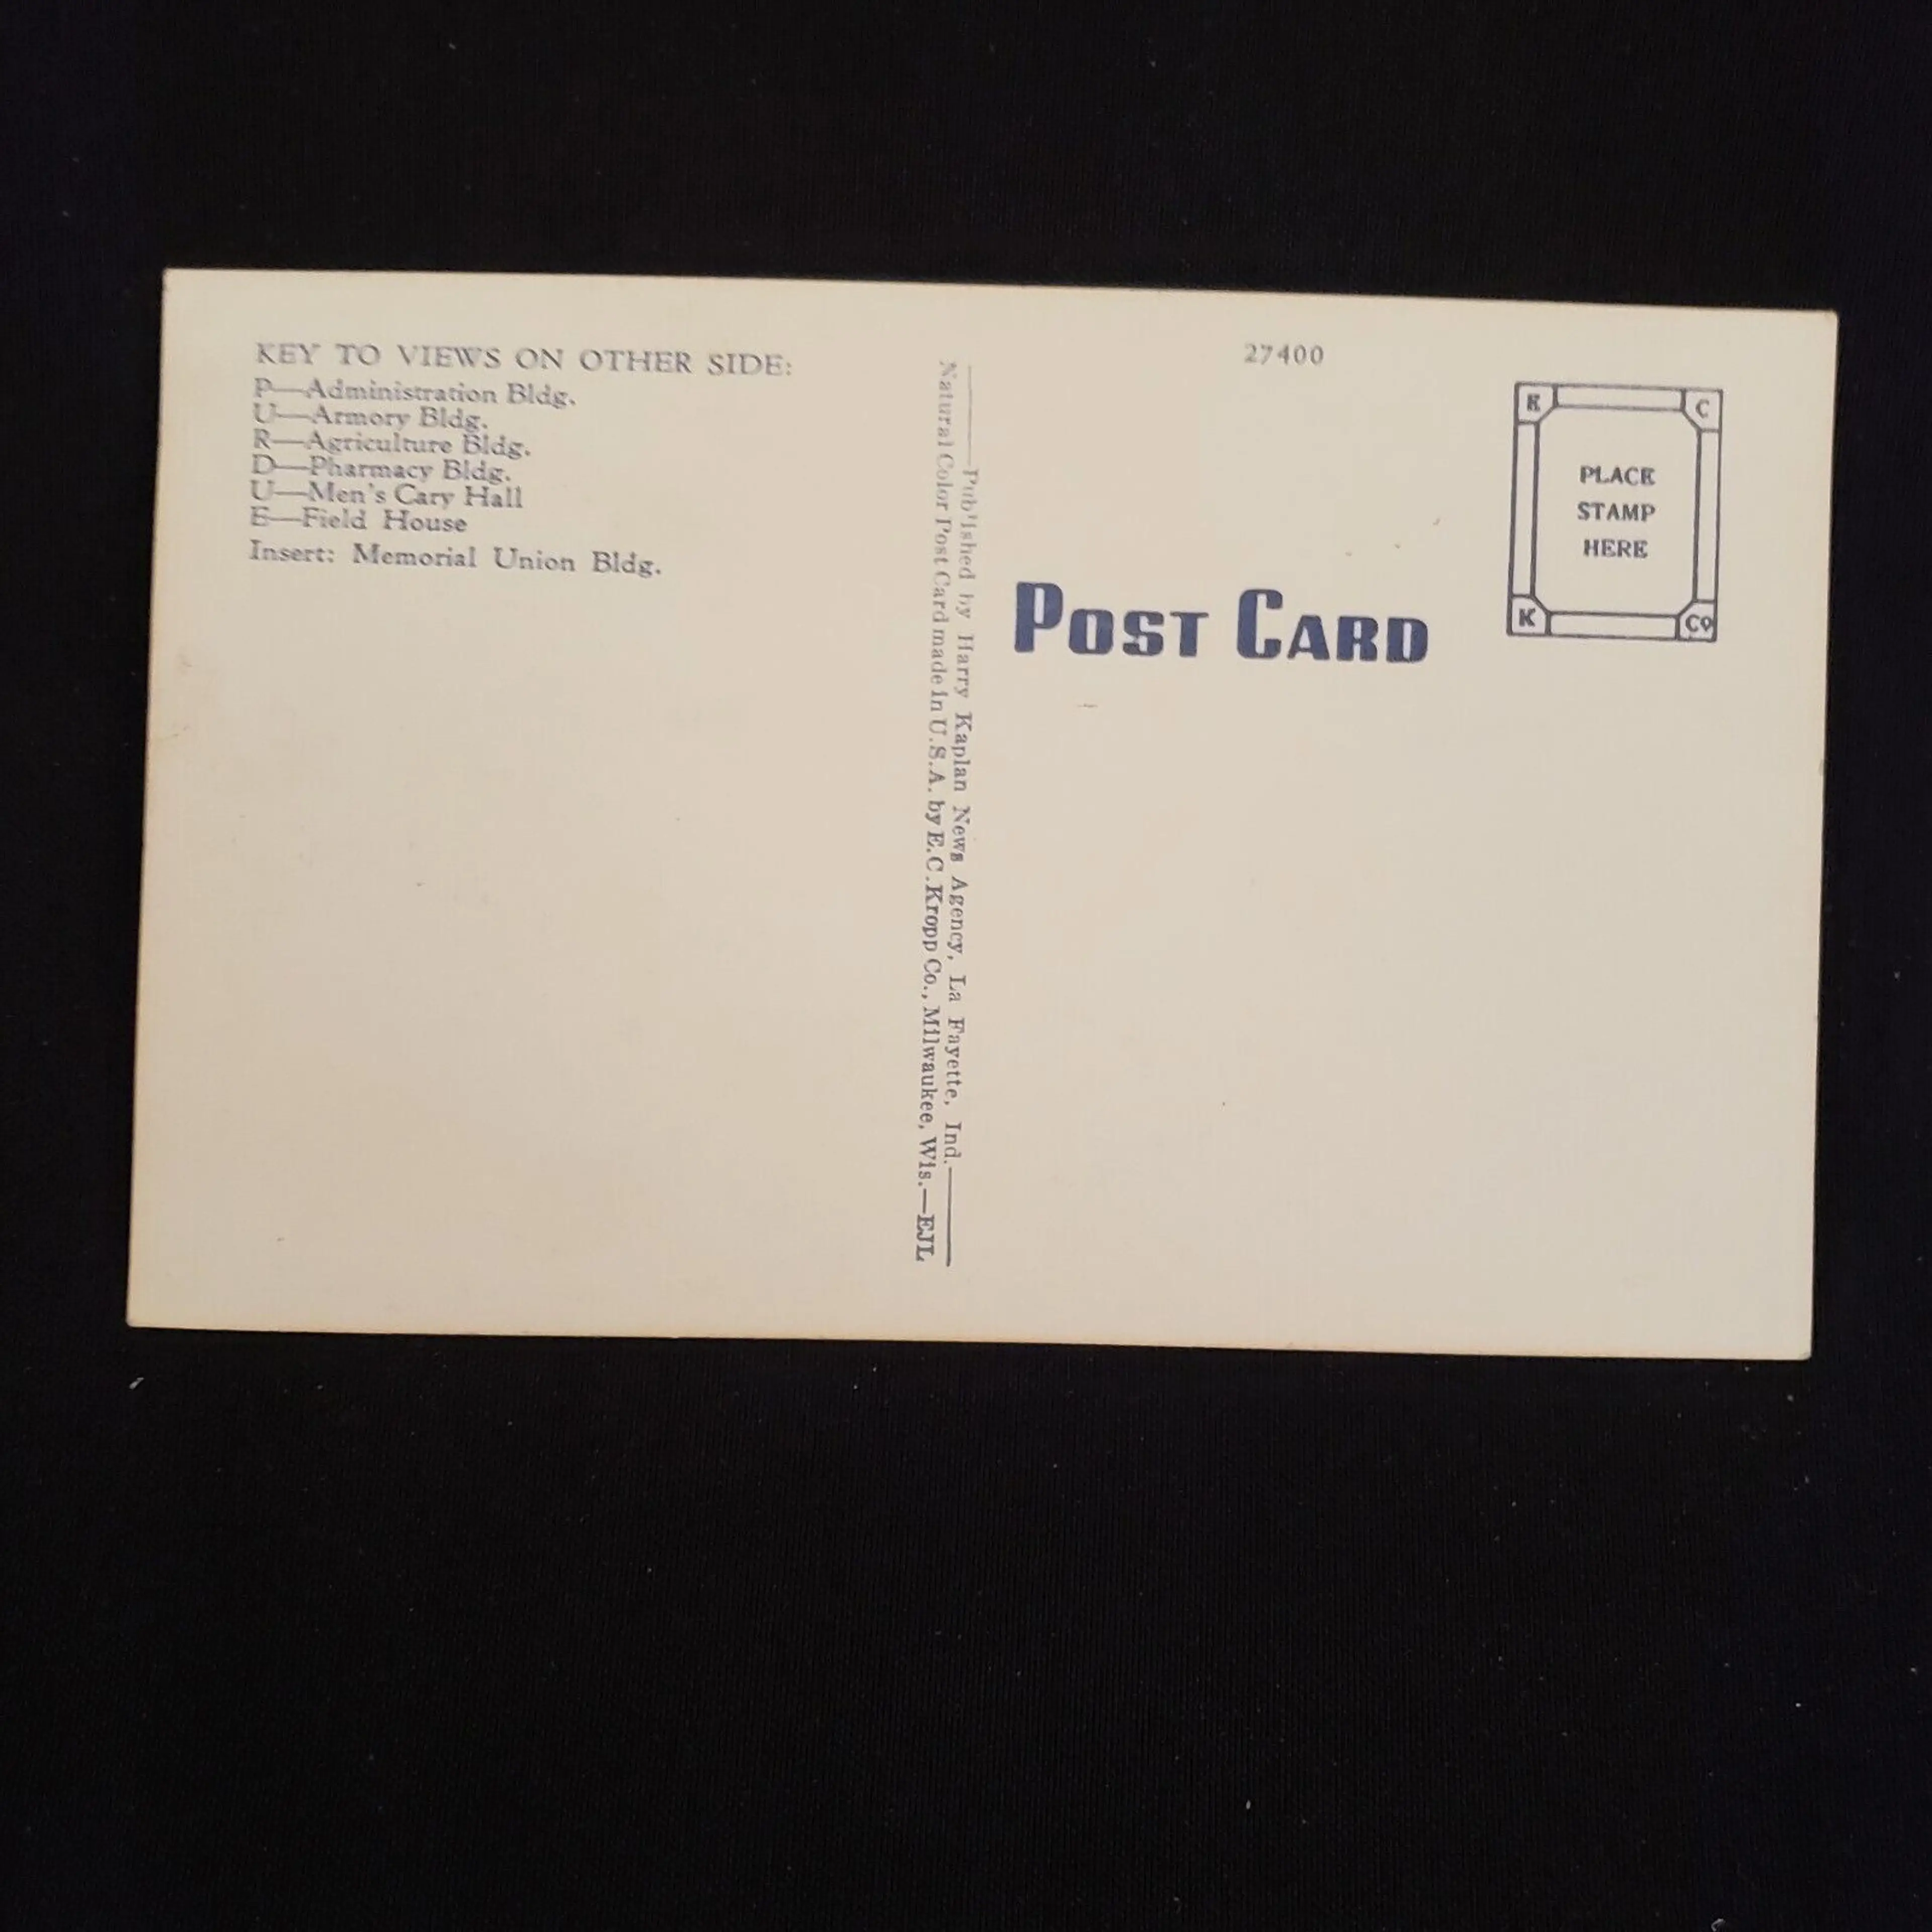 KEY TO VIEWS ON OTHER SIDE:
P—Administration Bldg.
U—Armory Bldg.
R—Agriculture Bldg.
D—Pharmacy Bldg.
U—Men's Cary Hall
E—Field House
Insert: Memorial Union Bldg.
Published by Harry Kaplan News Agency, La Fayette, Ind.
Natural Color Post Card made in U.S.A. by E.C. Kropp Co., Milwaukee, Wis.—EJL
27400
POST CARD
E C
PLACE
STAMP
HERE
K Co